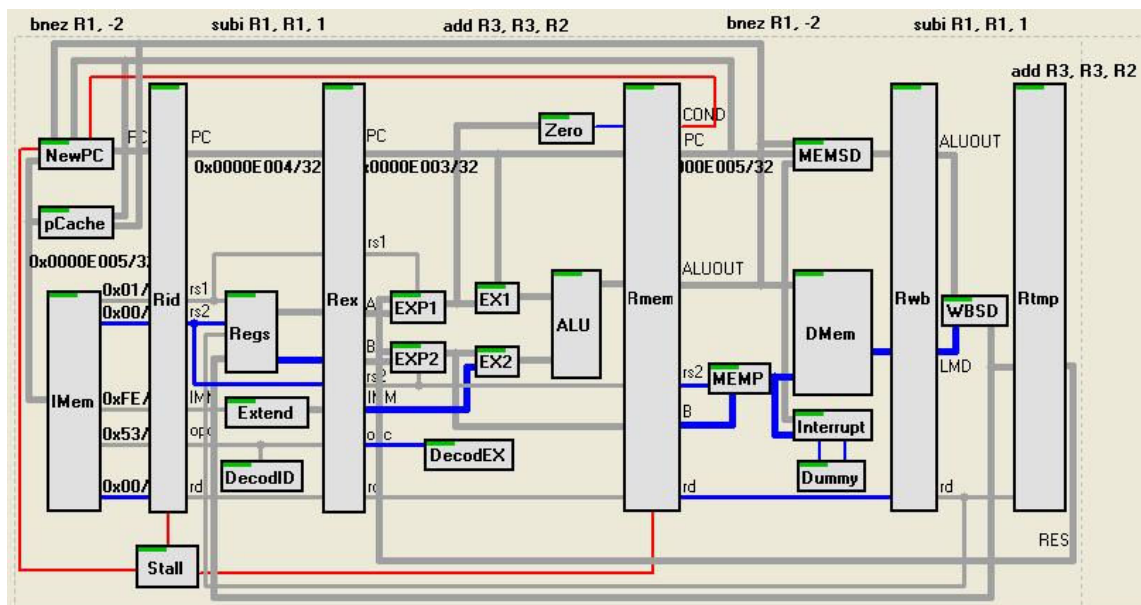 bnez R1, -2 subi R1, R1, 1 add R3, R3, R2 bnez R1, -2 subi R1, R1, 1
add R3, R3, R2
COND
Zero
PC PC PC PC ALUOUT
NewPC MEMSD
0x0000E004/32 0x0000E003/32 000E005/32
pCache
rs1
0x0000E005/32
ALUOUT
0x01/ rs1
Rid Rex Rmem Rwb Rtmp
0x00/ rs2 A EXP1 EX1 WBSD
Regs ALU DMem
B EXP2 EX2
LMD
rs2 rs2 MEMP
IMem 0xFE/ IMM Extend IMM
B
0x53/ opc opc Interrupt
DecodEX
DecodID Dummy
0x00/ rd rd rd rd
RES
Stall